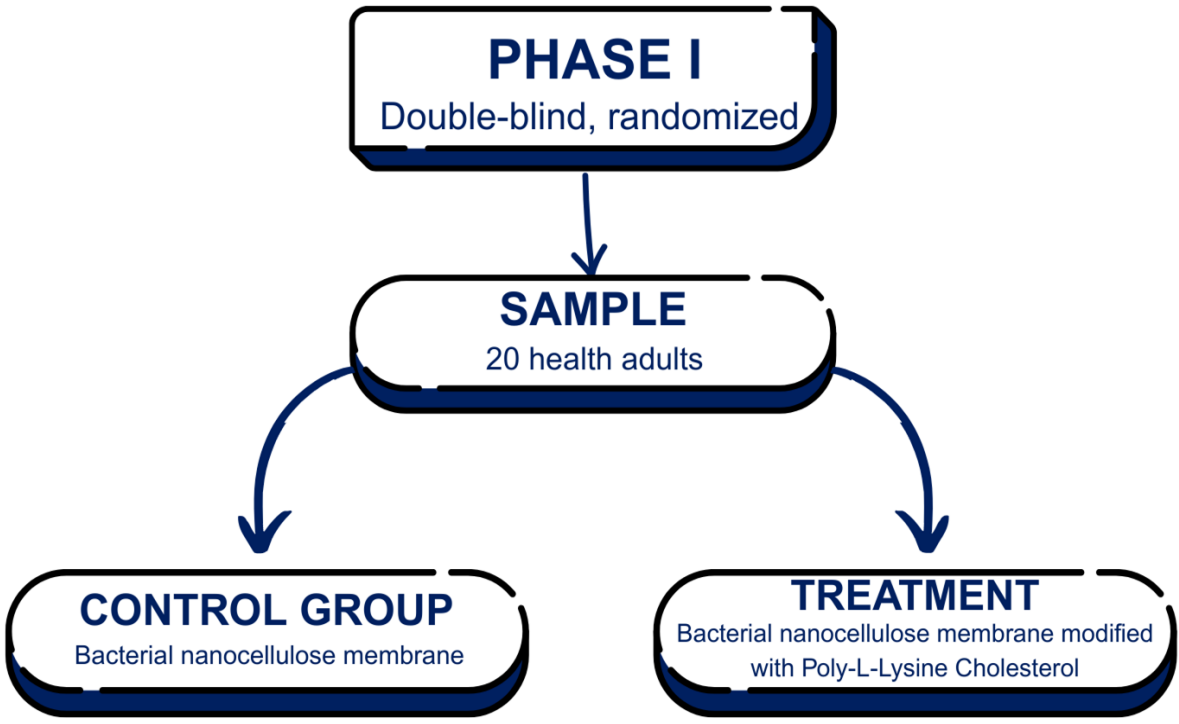 PHASE I
Double-blind, randomized
SAMPLE
20 health adults
CONTROL GROUP
Bacterial nanocellulose membrane
TREATMENT
Bacterial nanocellulose membrane modified
with Poly-L-Lysine Cholesterol